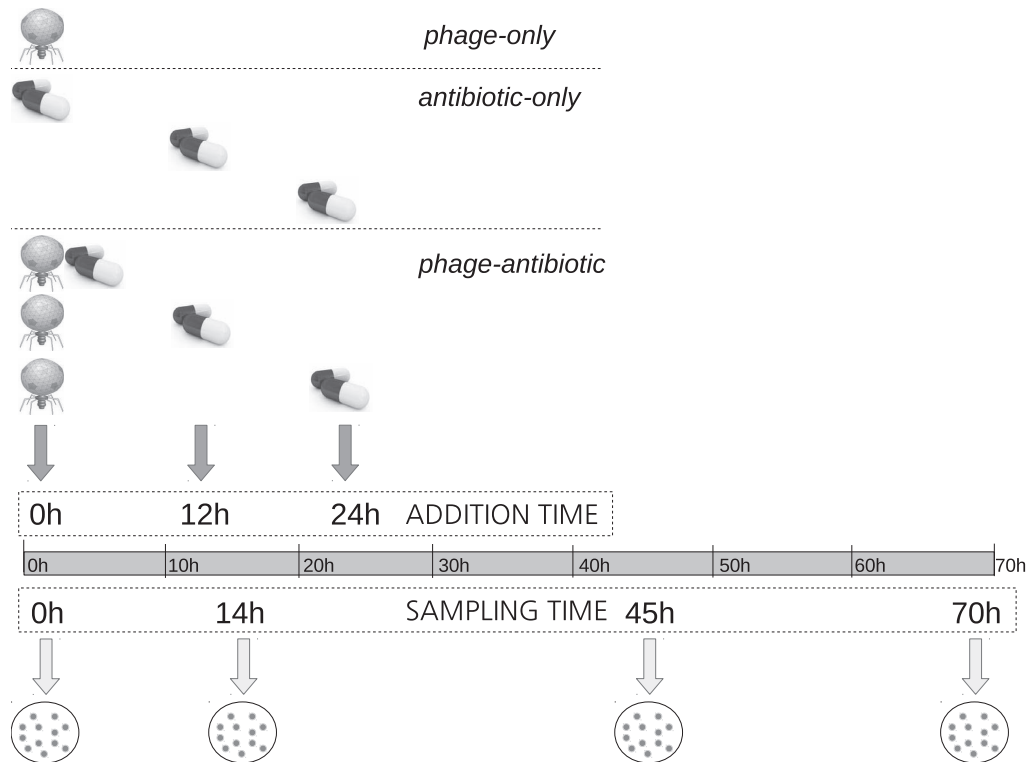 phage-only
antibiotic-only
phage-antibiotic
0h 12h 24h ADDITION TIME
0h 10h 20h 30h 40h 50h 60h 70h
0h 14h SAMPLING TIME 45h 70h